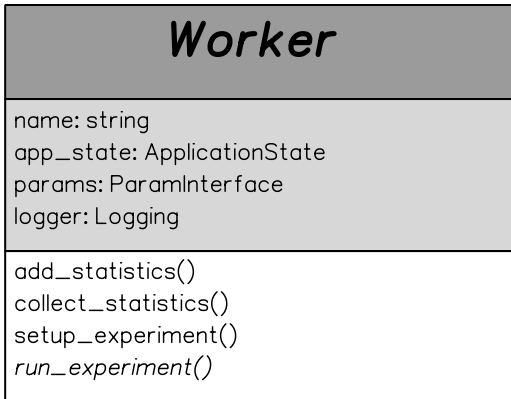 Worker
name: string
app_state: ApplicationState
params: ParamInterface
logger: Logging
add_statistics()
collect_statistics()
setup_experiment()
run_experiment()